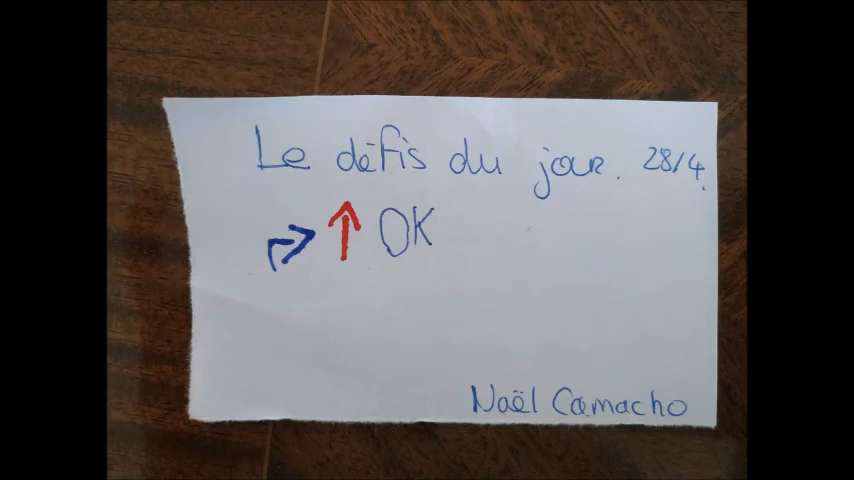 Le défis du jour. 28/4.
↱> ↑ OK
Naël Camacho